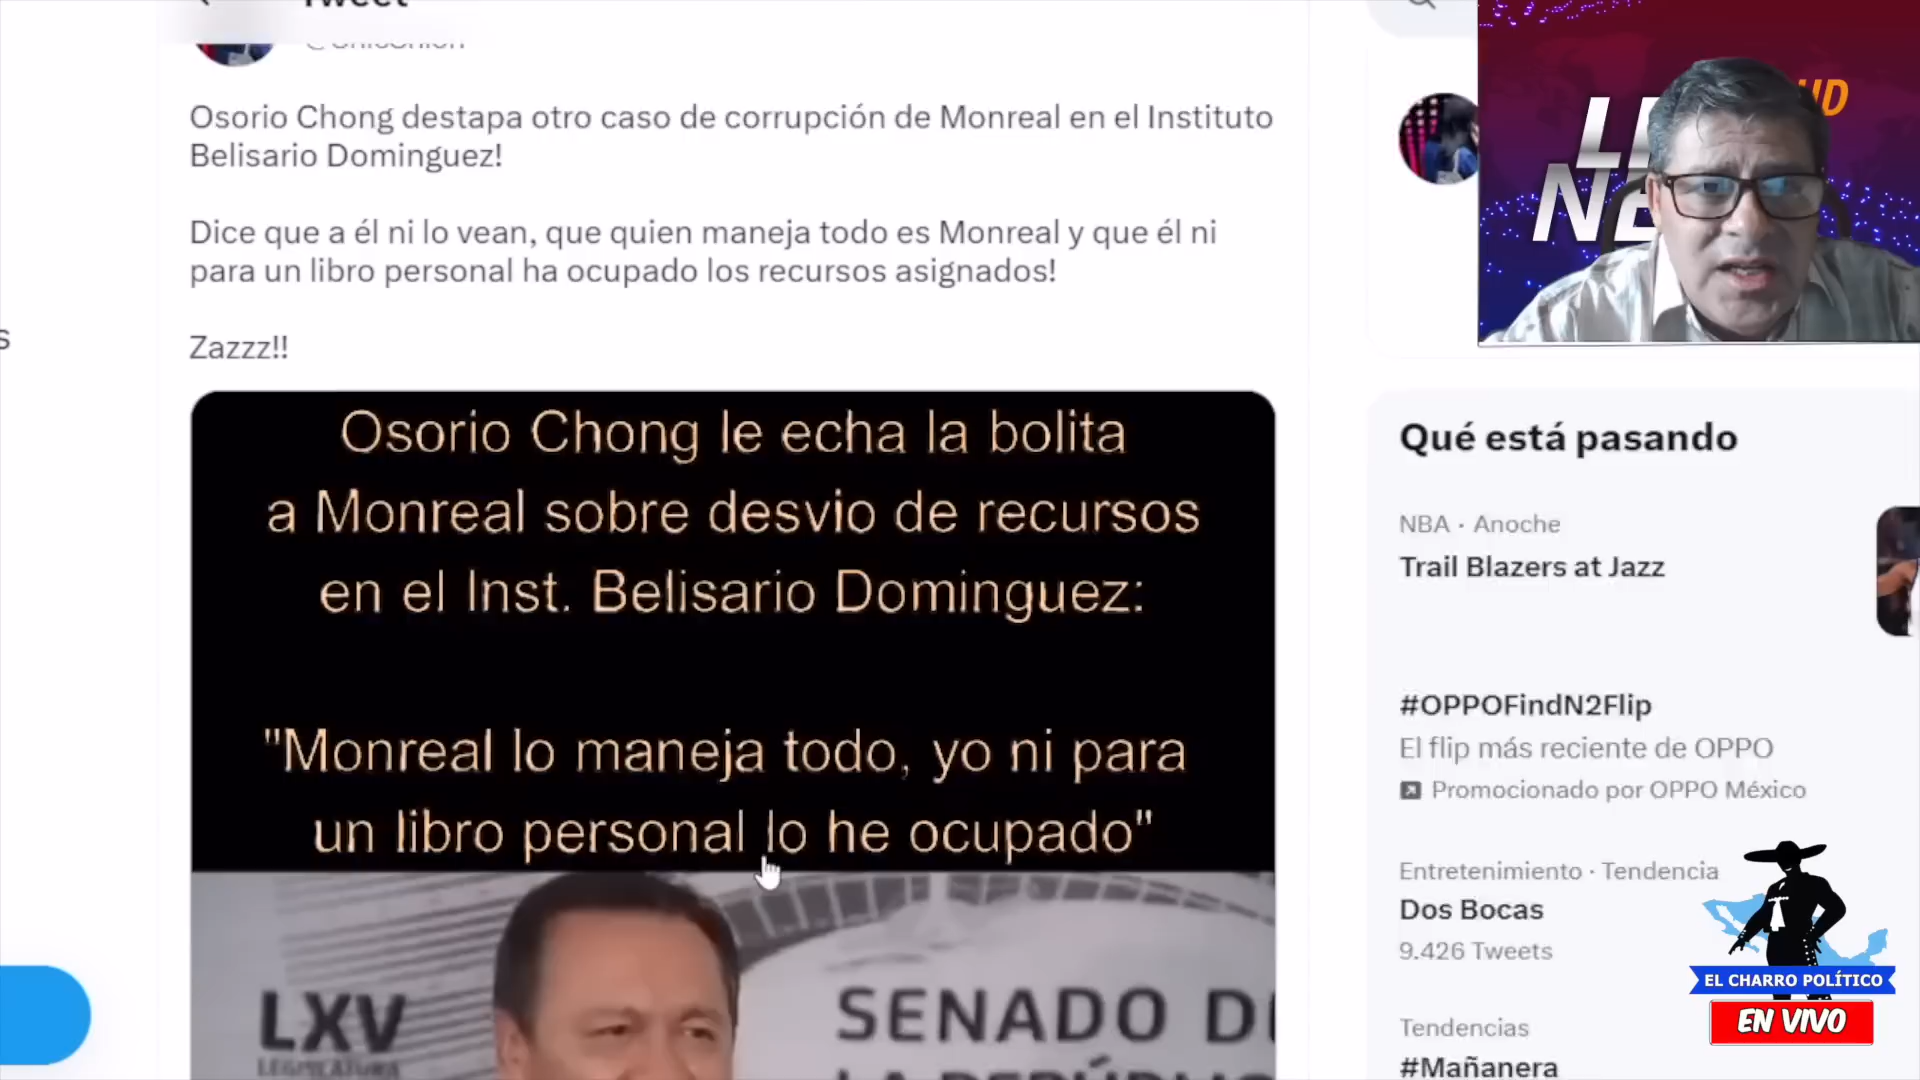 Tweet
Osorio Chong destapa otro caso de corrupción de Monreal en el Instituto
Belisario Dominguez!
Dice que a él ni lo vean, que quien maneja todo es Monreal y que él ni
para un libro personal ha ocupado los recursos asignados!
Zazzz!!
Osorio Chong le echa la bolita
a Monreal sobre desvio de recursos
en el Inst. Belisario Dominguez:
"Monreal lo maneja todo, yo ni para
un libro personal lo he ocupado"
LXV
LEGISLATURA
SENADO DE
LA REPÚBLIC
s
Qué está pasando
NBA · Anoche
Trail Blazers at Jazz
#OPPOFindN2Flip
El flip más reciente de OPPO
Promocionado por OPPO México
Entretenimiento · Tendencia
Dos Bocas
9.426 Tweets
Tendencias
#Mañanera
EL CHARRO POLÍTICO
EN VIVO